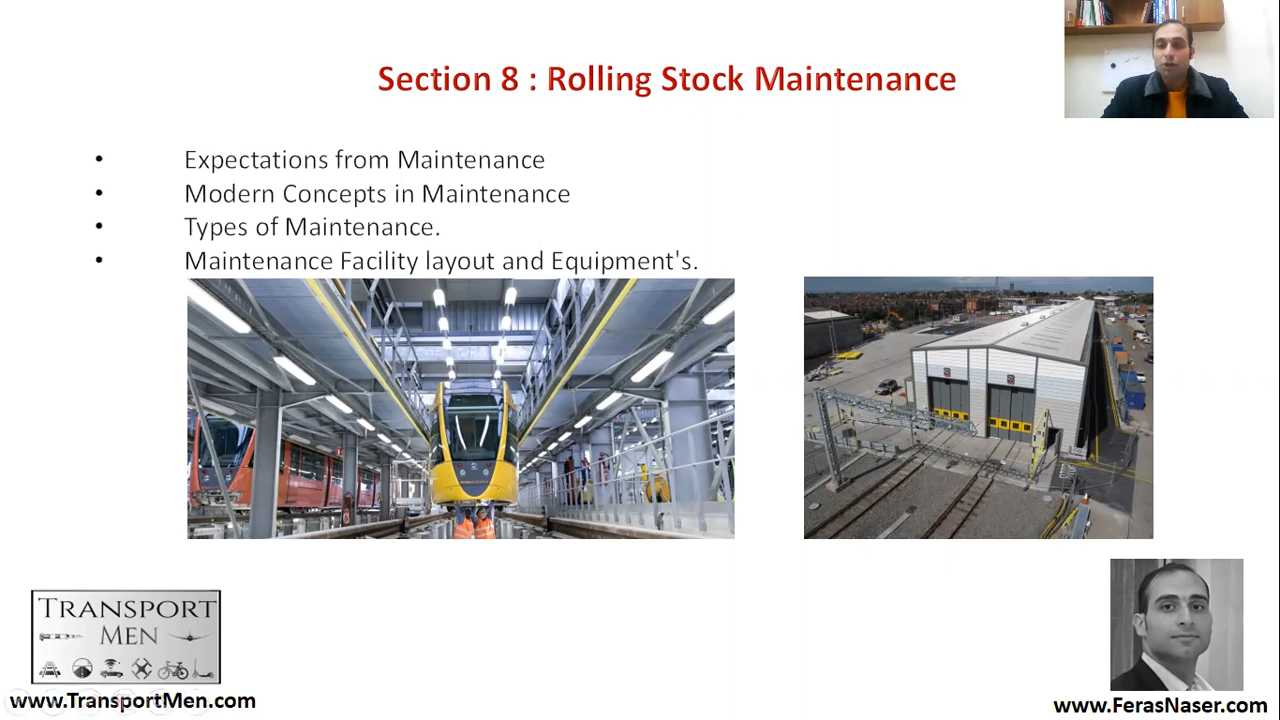 Section 8 : Rolling Stock Maintenance
• Expectations from Maintenance
• Modern Concepts in Maintenance
• Types of Maintenance.
• Maintenance Facility layout and Equipment's.
TRANSPORT
MEN
www.TransportMen.com
www.FerasNaser.com